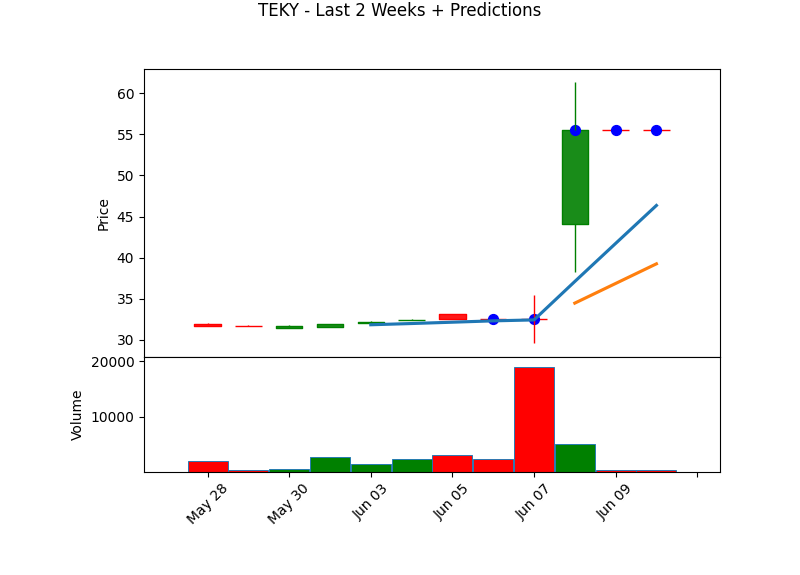 TEKY - Last 2 Weeks + Predictions
60
55
50
45
40
35
30
Price
20000
10000
Volume
May 28
May 30
Jun 03
Jun 05
Jun 07
Jun 09